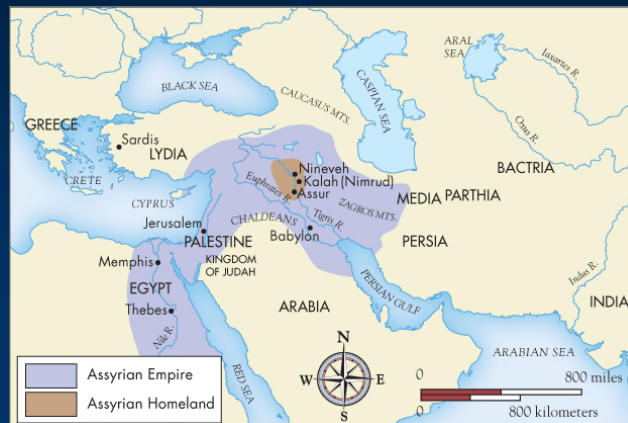 ARAL
SEA
Iaxartes R.
BLACK SEA
CASPIAN SEA
CAUCASUS MTS.
Oxus R.
GREECE
Sardis
LYDIA
BACTRIA
CRETE
Nineveh
Kalah (Nimrud)
Assur
Euphrates R.
MEDIA
PARTHIA
CYPRUS
ZAGROS MTS.
CHALDEANS
Tigris R.
Jerusalem
Babylon
PALESTINE
PERSIA
KINGDOM
OF JUDAH
Memphis
Indus R.
EGYPT
PERSIAN GULF
INDIA
Thebes
ARABIA
Nile R.
RED SEA
ARABIAN SEA
N
W
E
S
Assyrian Empire
Assyrian Homeland
0
800 miles
0
800 kilometers